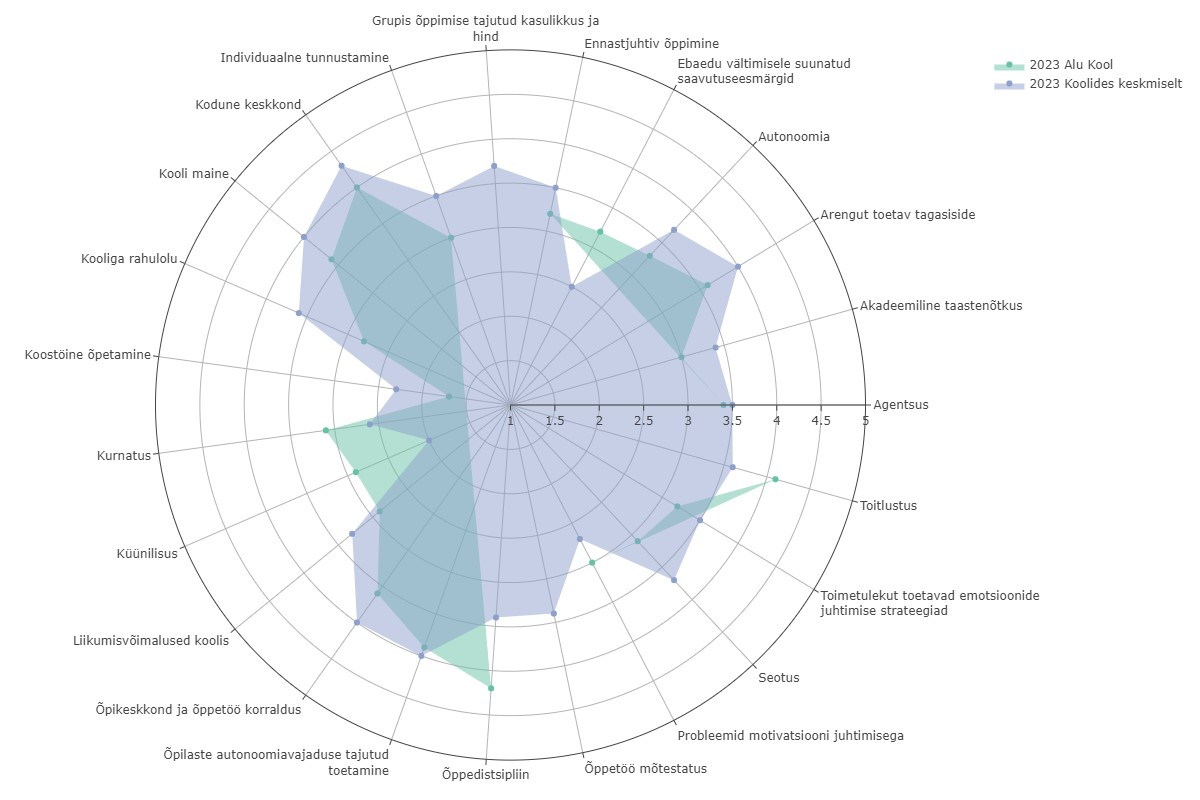 Grupis õppimise tajutud kasulikkus ja
hind
Ennastjuhtiv õppimine
Individuaalne tunnustamine
Ebaedu vältimisele suunatud
saavutuseesmärgid
2023 Alu Kool
2023 Koolides keskmiselt
Kodune keskkond
Autonoomia
Kooli maine
Arengut toetav tagasiside
Kooliga rahulolu
Akadeemiline taastenõtkus
Koostöine õpetamine
Agentsus
1 1.5 2 2.5 3 3.5 4 4.5 5
Kurnatus
Toitlustus
Küünilisus
Toimetulekut toetavad emotsioonide
juhtimise strateegiad
Liikumisvõimalused koolis
Seotus
Õpikeskkond ja õppetöö korraldus
Probleemid motivatsiooni juhtimisega
Õpilaste autonoomiavajaduse tajutud
toetamine
Õppedistsipliin
Õppetöö mõtestatus